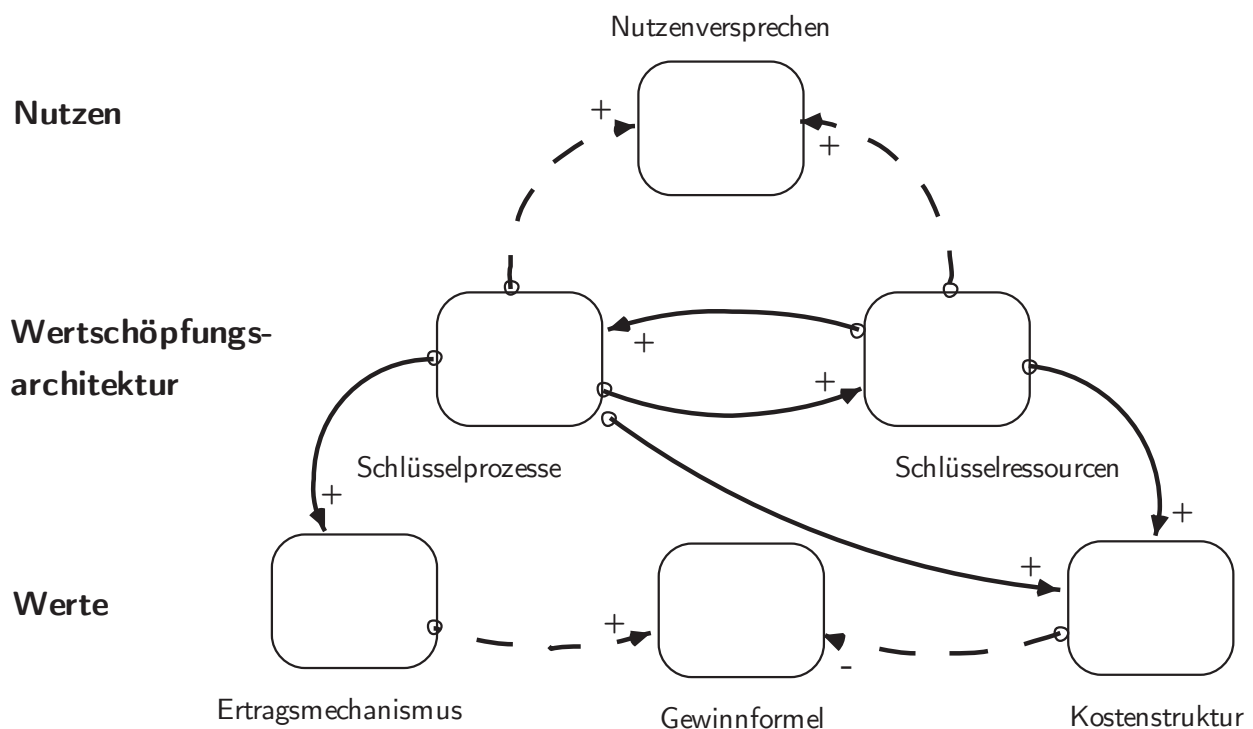 Nutzenversprechen
Nutzen
+
+
Wertschöpfungs-
architektur
+
+
Schlüsselprozesse
Schlüsselressourcen
+
+
+
Werte
+
-
Ertragsmechanismus
Gewinnformel
Kostenstruktur